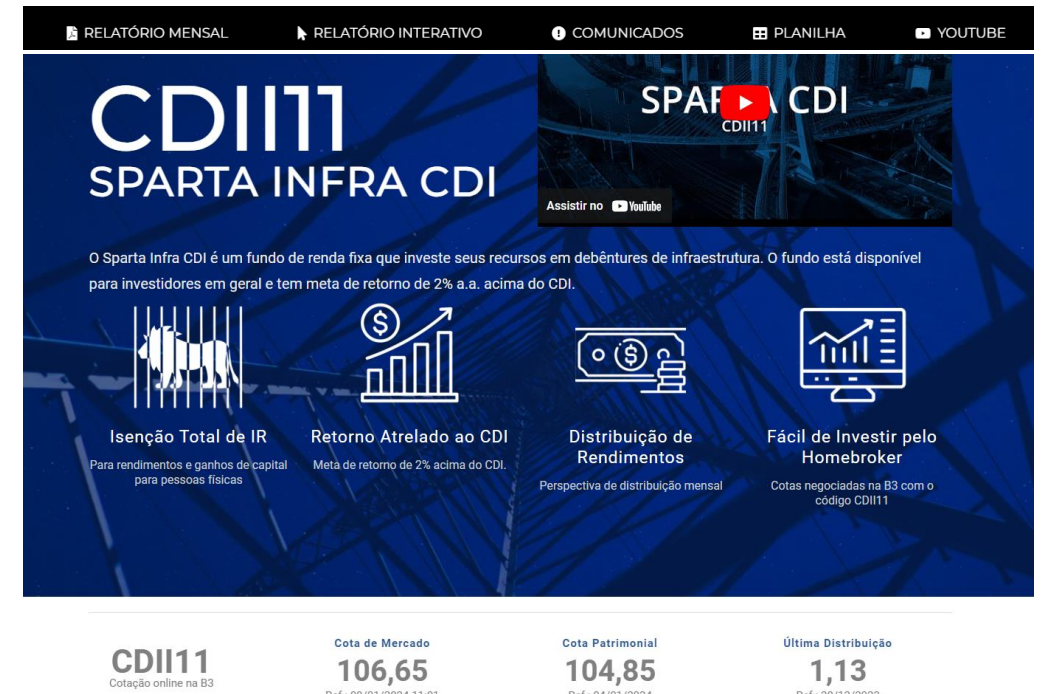 RELATÓRIO MENSAL
RELATÓRIO INTERATIVO
COMUNICADOS
PLANILHA
YOUTUBE
CDII11
SPARTA INFRA CDI
SPARTA CDI
CDII11
Assistir no YouTube
O Sparta Infra CDI é um fundo de renda fixa que investe seus recursos em debêntures de infraestrutura. O fundo está disponível
para investidores em geral e tem meta de retorno de 2% a.a. acima do CDI.
Isenção Total de IR
Para rendimentos e ganhos de capital
para pessoas físicas
Retorno Atrelado ao CDI
Meta de retorno de 2% acima do CDI.
Distribuição de
Rendimentos
Perspectiva de distribuição mensal
Fácil de Investir pelo
Homebroker
Cotas negociadas na B3 com o
código CDII11
CDII11
Cotação online na B3
Cota de Mercado
106,65
Cota Patrimonial
104,85
Última Distribuição
1,13